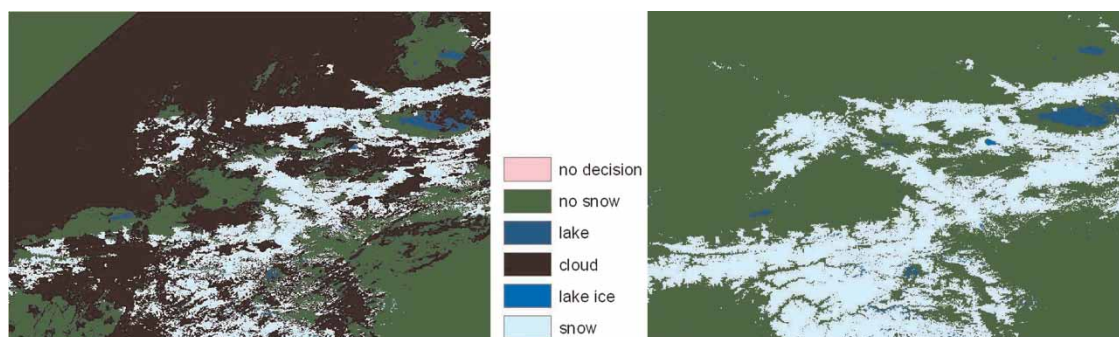 no decision
no snow
lake
cloud
lake ice
snow